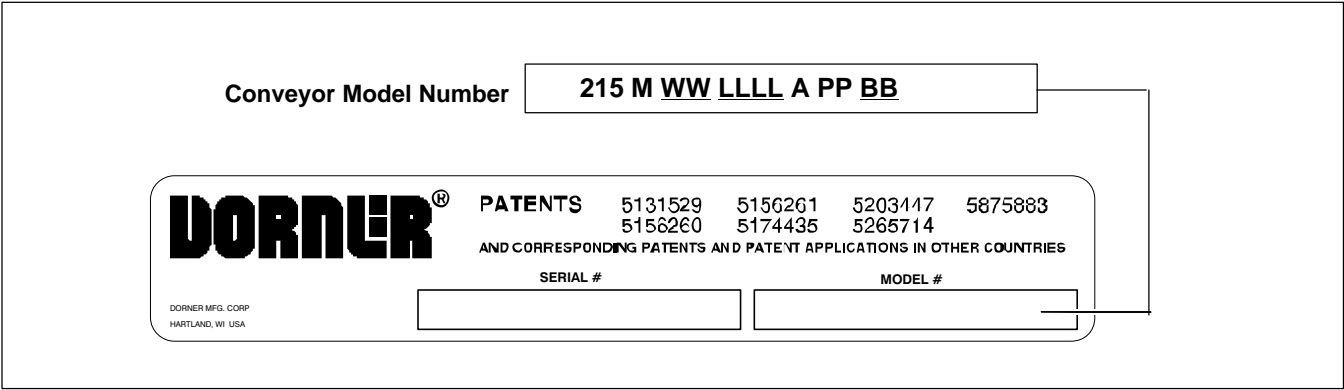 Conveyor Model Number 215 M WW LLLL A PP BB
DORNER® PATENTS 5131529 5156261 5203447 5875883
5156260 5174435 5265714
AND CORRESPONDING PATENTS AND PATENT APPLICATIONS IN OTHER COUNTRIES
SERIAL # MODEL #
DORNER MFG. CORP
HARTLAND, WI USA